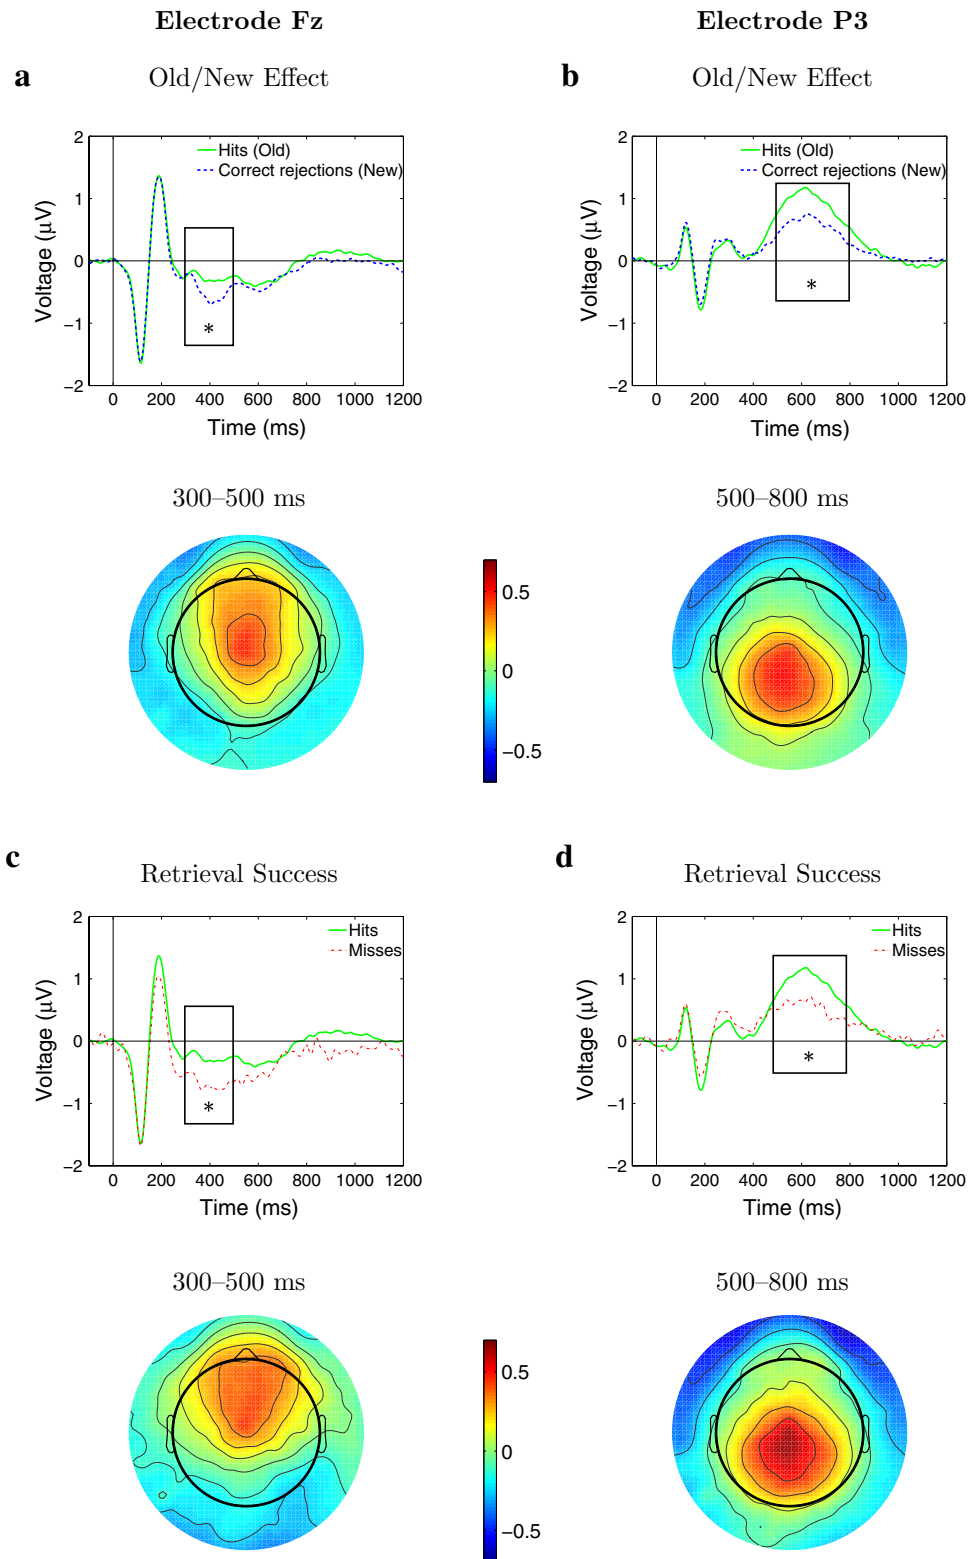 Electrode Fz
Electrode P3
a
Old/New Effect
b
Old/New Effect
2
1
0
−1
−2
Voltage (μV)
Hits (Old)
Correct rejections (New)
*
0 200 400 600 800 1000 1200
Time (ms)
2
1
0
−1
−2
Voltage (μV)
Hits (Old)
Correct rejections (New)
*
0 200 400 600 800 1000 1200
Time (ms)
300–500 ms
500–800 ms
0.5
0
−0.5
c
Retrieval Success
d
Retrieval Success
2
1
0
−1
−2
Voltage (μV)
Hits
Misses
*
0 200 400 600 800 1000 1200
Time (ms)
2
1
0
−1
−2
Voltage (μV)
Hits
Misses
*
0 200 400 600 800 1000 1200
Time (ms)
300–500 ms
500–800 ms
0.5
0
−0.5